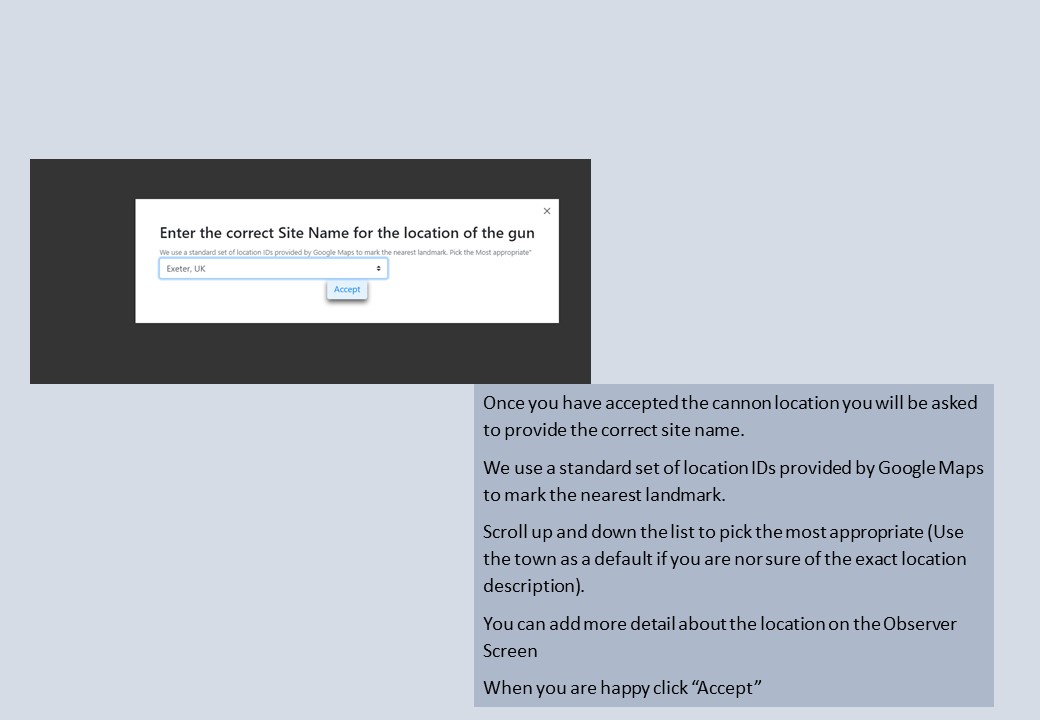 Enter the correct Site Name for the location of the gun
We use a standard set of location IDs provided by Google Maps to mark the nearest landmark. Pick the Most appropriate"
Exeter, UK
Accept
Once you have accepted the cannon location you will be asked
to provide the correct site name.
We use a standard set of location IDs provided by Google Maps
to mark the nearest landmark.
Scroll up and down the list to pick the most appropriate (Use
the town as a default if you are nor sure of the exact location
description).
You can add more detail about the location on the Observer
Screen
When you are happy click “Accept”